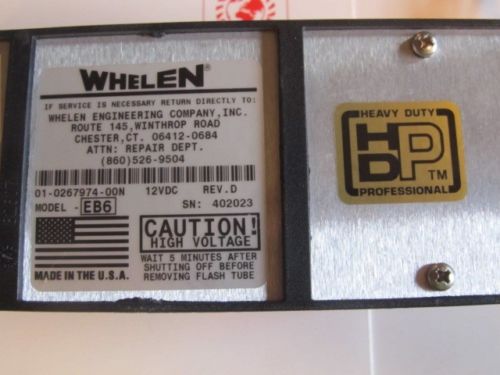 WHELEN®
IF SERVICE IS NECESSARY RETURN DIRECTLY TO:
WHELEN ENGINEERING COMPANY,INC.
ROUTE 145,WINTHROP ROAD
CHESTER,CT. 06412-0684
ATTN: REPAIR DEPT.
(860)526-9504
01-0267974-00N 12VDC REV.D
MODEL - EB6 SN: 402023
CAUTION!
HIGH VOLTAGE
WAIT 5 MINUTES AFTER
SHUTTING OFF BEFORE
REMOVING FLASH TUBE
MADE IN THE U.S.A.
HEAVY DUTY
HDP TM
PROFESSIONAL